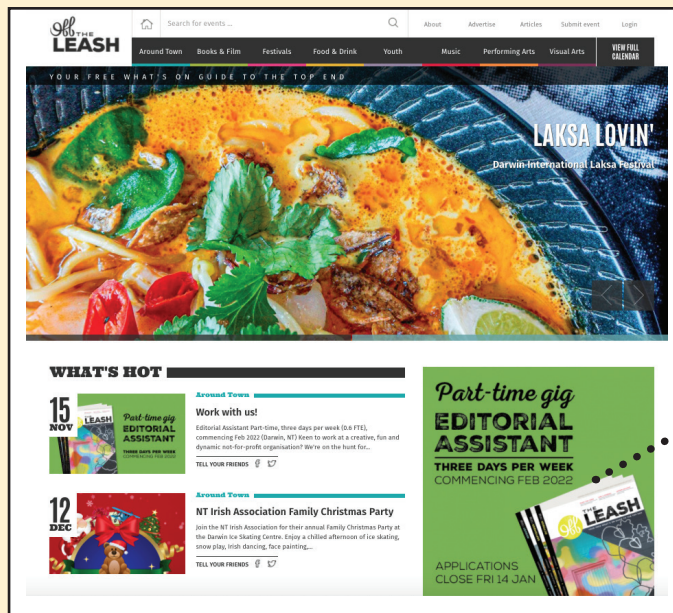 Off THE
LEASH
Search for events ...
About Advertise Articles Submit event Login
Around Town Books & Film Festivals Food & Drink Youth Music Performing Arts Visual Arts VIEW FULL
CALENDAR
YOUR FREE WHAT'S ON GUIDE TO THE TOP END
LAKSA LOVIN'
Darwin International Laksa Festival
WHAT'S HOT
15
NOV
LEASH
Part-time gig
EDITORIAL
ASSISTANT
THREE DAYS PER WEEK
COMMENCING FEB 2022
Around Town
Work with us!
Editorial Assistant Part-time, three days per week (0.6 FTE),
commencing Feb 2022 (Darwin, NT) Keen to work at a creative, fun and
dynamic not-for-profit organisation? We're on the hunt for...
TELL YOUR FRIENDS
12
DEC
Around Town
NT Irish Association Family Christmas Party
Join the NT Irish Association for their annual Family Christmas Party at
the Darwin Ice Skating Centre. Enjoy a chilled afternoon of ice skating,
snow play, Irish dancing, face painting,...
TELL YOUR FRIENDS
Part-time gig
EDITORIAL
ASSISTANT
THREE DAYS PER WEEK
COMMENCING FEB 2022
Off THE
LEASH
APPLICATIONS
CLOSE FRI 14 JAN